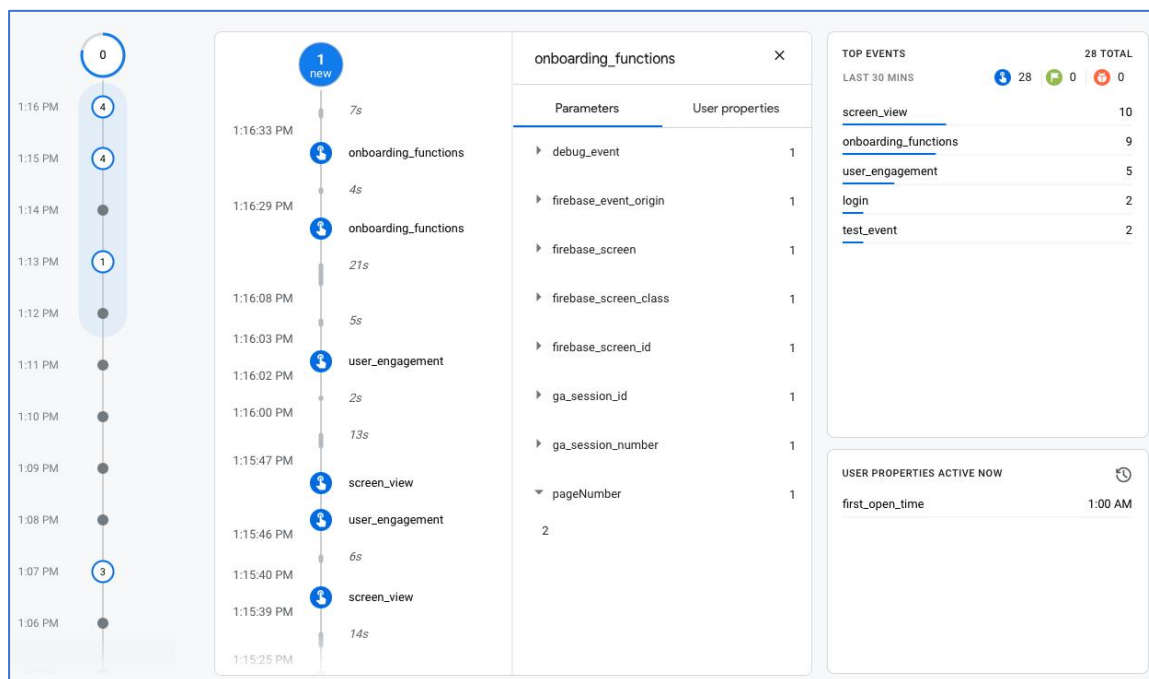 0
1:16 PM 4
1:15 PM 4
1:14 PM
1:13 PM 1
1:12 PM
1:11 PM
1:10 PM
1:09 PM
1:08 PM
1:07 PM 3
1:06 PM
1
new
7s
1:16:33 PM
onboarding_functions
4s
1:16:29 PM
onboarding_functions
21s
1:16:08 PM
5s
1:16:03 PM
user_engagement
1:16:02 PM
2s
1:16:00 PM
13s
1:15:47 PM
screen_view
user_engagement
1:15:46 PM
6s
1:15:40 PM
screen_view
1:15:39 PM
14s
1:15:25 PM
onboarding_functions
Parameters User properties
debug_event 1
firebase_event_origin 1
firebase_screen 1
firebase_screen_class 1
firebase_screen_id 1
ga_session_id 1
ga_session_number 1
pageNumber 1
2
TOP EVENTS 28 TOTAL
LAST 30 MINS 28 0 0
screen_view 10
onboarding_functions 9
user_engagement 5
login 2
test_event 2
USER PROPERTIES ACTIVE NOW
first_open_time 1:00 AM